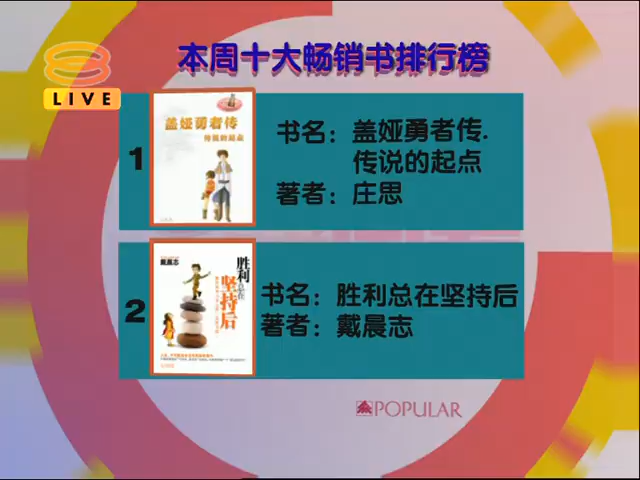 本周十大畅销书排行榜
8
LIVE
1
盖娅勇者传
传说的起点
书名：盖娅勇者传.
传说的起点
著者：庄思
2
戴晨志
胜利总在
坚持后
书名：胜利总在坚持后
著者：戴晨志
POPULAR